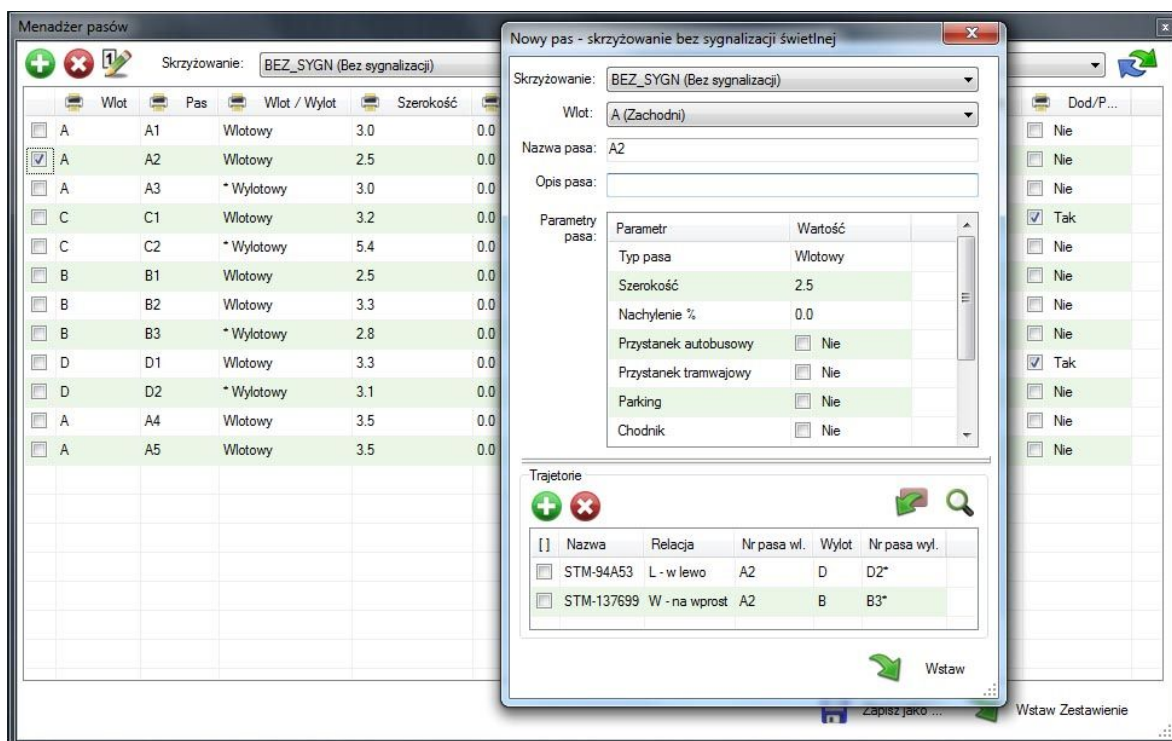 Menadżer pasów
Skrzyżowanie: BEZ_SYGN (Bez sygnalizacji)
Wlot Pas Wlot / Wylot Szerokość Dod/P...
A A1 Wlotowy 3.0 0.0 Nie
A A2 Wlotowy 2.5 0.0 Nie
A A3 * Wylotowy 3.0 0.0 Nie
C C1 Wlotowy 3.2 0.0 Tak
C C2 * Wylotowy 5.4 0.0 Nie
B B1 Wlotowy 2.5 0.0 Nie
B B2 Wlotowy 3.3 0.0 Nie
B B3 * Wylotowy 2.8 0.0 Nie
D D1 Wlotowy 3.3 0.0 Tak
D D2 * Wylotowy 3.1 0.0 Nie
A A4 Wlotowy 3.5 0.0 Nie
A A5 Wlotowy 3.5 0.0 Nie
Zapisz jako ... Wstaw Zestawienie
Nowy pas - skrzyżowanie bez sygnalizacji świetlnej
Skrzyżowanie: BEZ_SYGN (Bez sygnalizacji)
Wlot: A (Zachodni)
Nazwa pasa: A2
Opis pasa:
Parametry pasa:
Parametr Wartość
Typ pasa Wlotowy
Szerokość 2.5
Nachylenie % 0.0
Przystanek autobusowy Nie
Przystanek tramwajowy Nie
Parking Nie
Chodnik Nie
Trajetorie
[ ] Nazwa Relacja Nr pasa wl. Wylot Nr pasa wyl.
STM-94A53 L - w lewo A2 D D2*
STM-137699 W - na wprost A2 B B3*
Wstaw